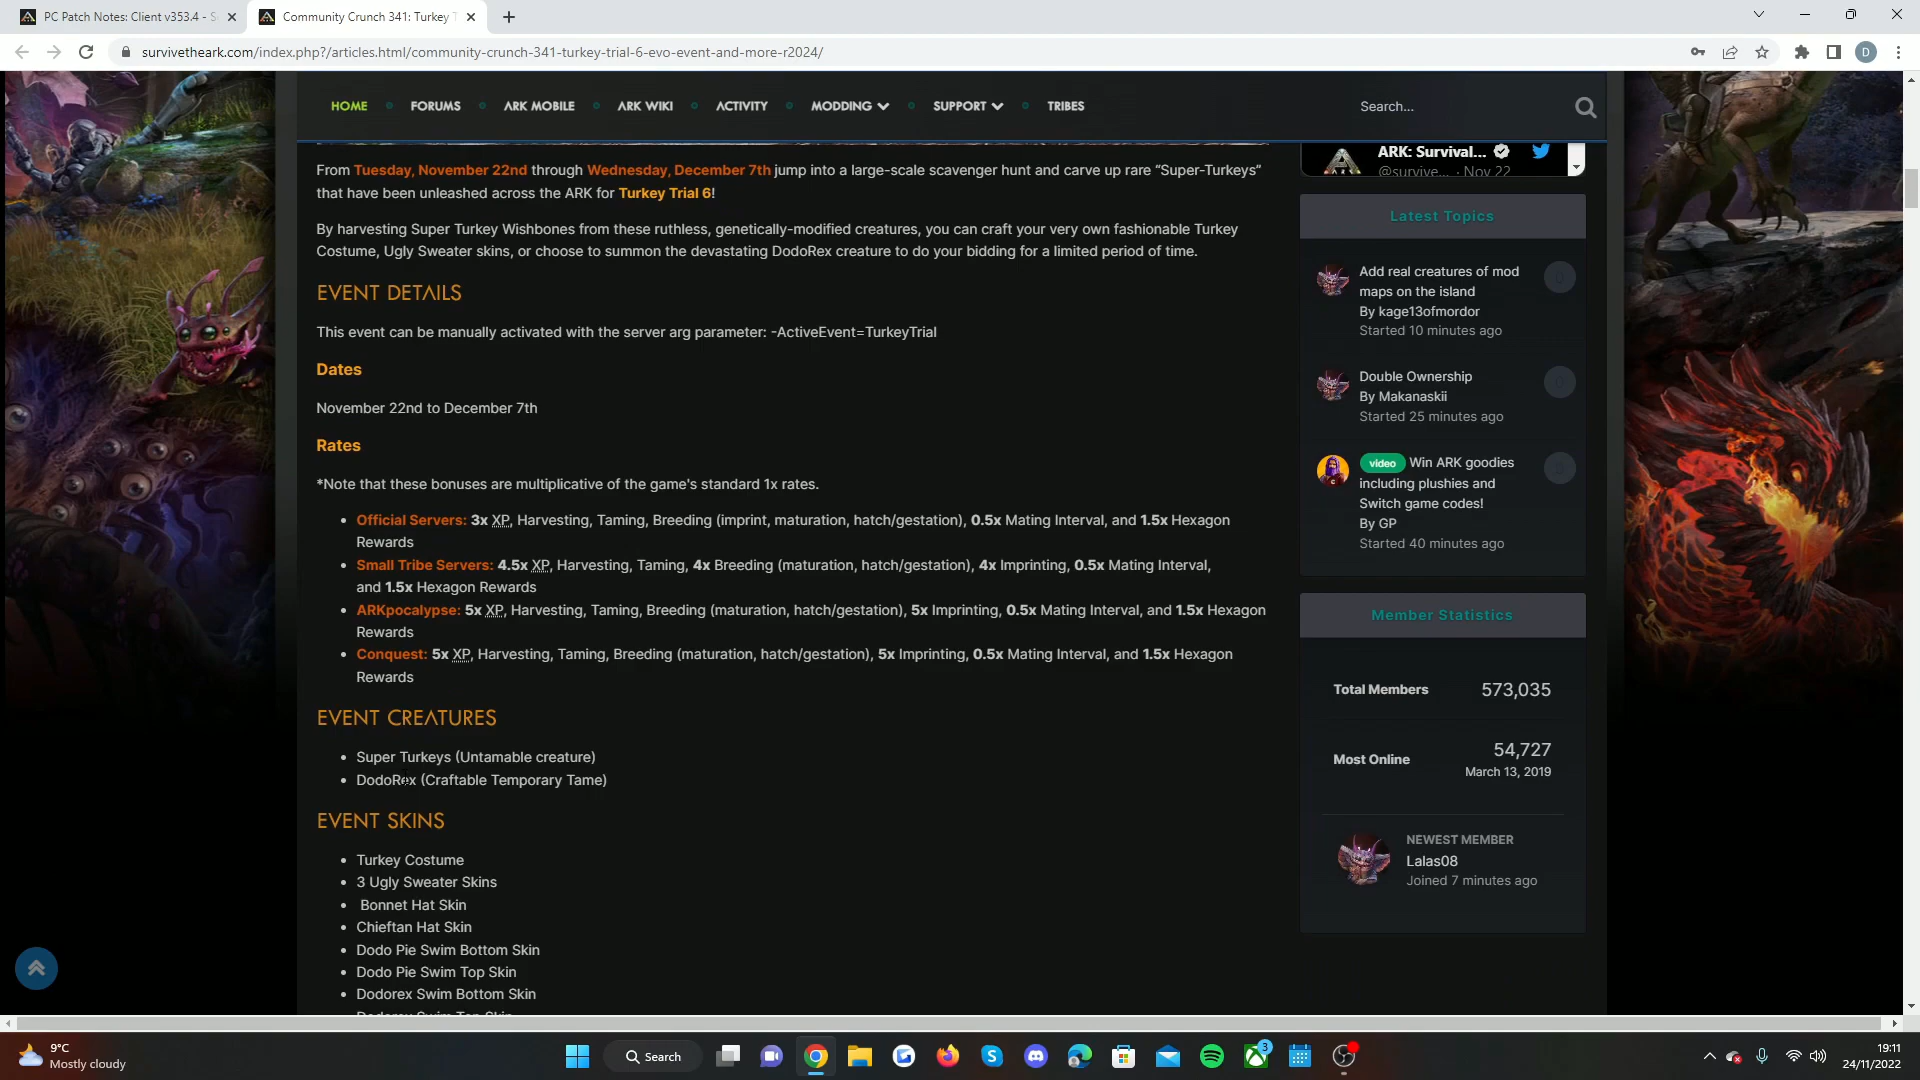 PC Patch Notes: Client v353.4 - S
Community Crunch 341: Turkey T
survivetheark.com/index.php?/articles.html/community-crunch-341-turkey-trial-6-evo-event-and-more-r2024/
D
HOME FORUMS ARK MOBILE ARK WIKI ACTIVITY MODDING SUPPORT TRIBES
Search...
From Tuesday, November 22nd through Wednesday, December 7th jump into a large-scale scavenger hunt and carve up rare “Super-Turkeys”
that have been unleashed across the ARK for Turkey Trial 6!
By harvesting Super Turkey Wishbones from these ruthless, genetically-modified creatures, you can craft your very own fashionable Turkey
Costume, Ugly Sweater skins, or choose to summon the devastating DodoRex creature to do your bidding for a limited period of time.
EVENT DETAILS
This event can be manually activated with the server arg parameter: -ActiveEvent=TurkeyTrial
Dates
November 22nd to December 7th
Rates
*Note that these bonuses are multiplicative of the game's standard 1x rates.
• Official Servers: 3x XP, Harvesting, Taming, Breeding (imprint, maturation, hatch/gestation), 0.5x Mating Interval, and 1.5x Hexagon
Rewards
• Small Tribe Servers: 4.5x XP, Harvesting, Taming, 4x Breeding (maturation, hatch/gestation), 4x Imprinting, 0.5x Mating Interval,
and 1.5x Hexagon Rewards
• ARKpocalypse: 5x XP, Harvesting, Taming, Breeding (maturation, hatch/gestation), 5x Imprinting, 0.5x Mating Interval, and 1.5x Hexagon
Rewards
• Conquest: 5x XP, Harvesting, Taming, Breeding (maturation, hatch/gestation), 5x Imprinting, 0.5x Mating Interval, and 1.5x Hexagon
Rewards
EVENT CREATURES
• Super Turkeys (Untamable creature)
• DodoRex (Craftable Temporary Tame)
EVENT SKINS
• Turkey Costume
• 3 Ugly Sweater Skins
• Bonnet Hat Skin
• Chieftan Hat Skin
• Dodo Pie Swim Bottom Skin
• Dodo Pie Swim Top Skin
• Dodorex Swim Bottom Skin
Dodorex Swim Top Skin
ARK: Survival...
@survive... · Nov 22
Latest Topics
Add real creatures of mod
maps on the island
By kage13ofmordor
Started 10 minutes ago
Double Ownership
By Makanaskii
Started 25 minutes ago
video Win ARK goodies
including plushies and
Switch game codes!
By GP
Started 40 minutes ago
Member Statistics
Total Members 573,035
Most Online 54,727
March 13, 2019
NEWEST MEMBER
Lalas08
Joined 7 minutes ago
9°C
Mostly cloudy
Search
3
19:11
24/11/2022